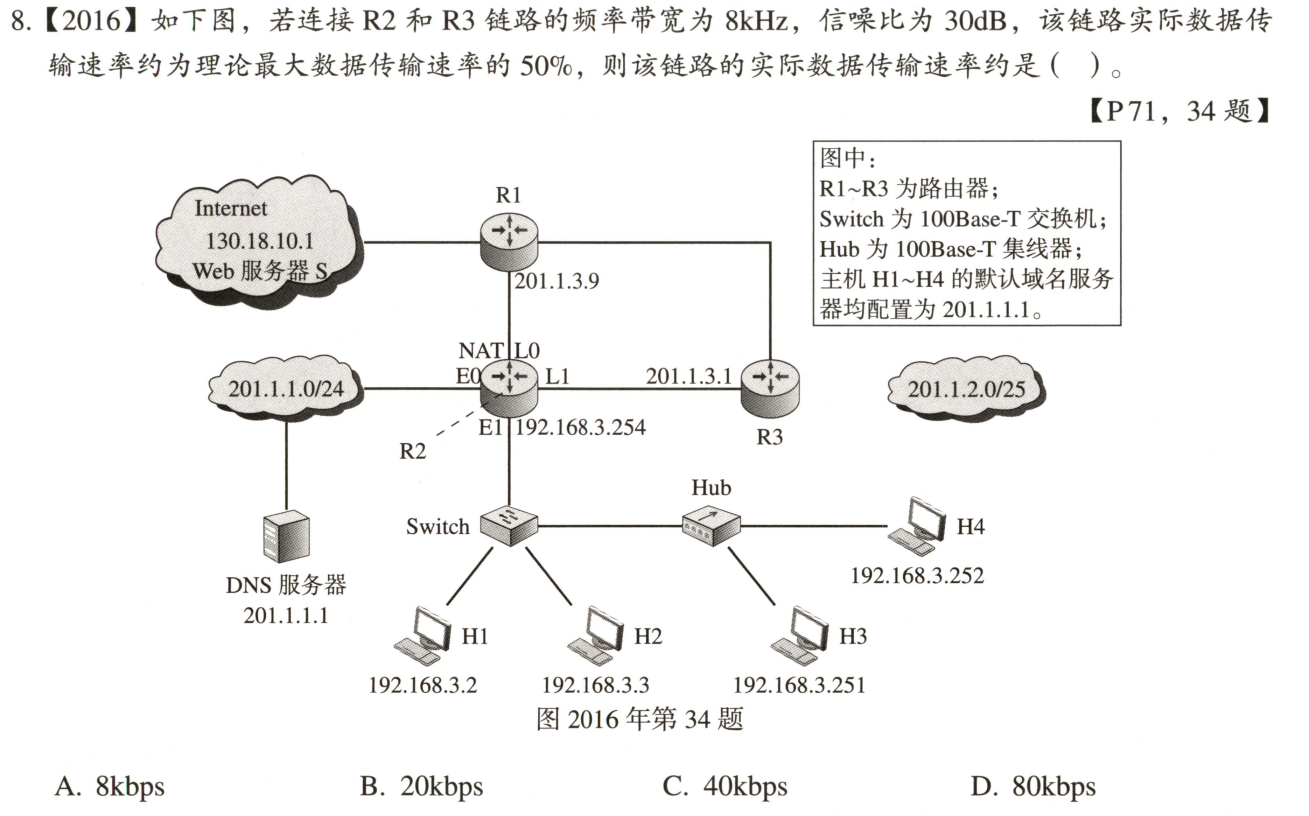 8.【2016】如下图，若连接 R2 和 R3 链路的频率带宽为 8kHz，信噪比为 30dB，该链路实际数据传
输速率约为理论最大数据传输速率的 50%，则该链路的实际数据传输速率约是（ ）。
【P71，34 题】
图中：
R1~R3 为路由器；
Switch 为 100Base-T 交换机；
Hub 为 100Base-T 集线器；
主机 H1~H4 的默认域名服务
器均配置为 201.1.1.1。
R1
Internet
130.18.10.1
Web 服务器 S
201.1.3.9
NAT L0
201.1.1.0/24
E0
L1
201.1.3.1
201.1.2.0/25
E1
192.168.3.254
R2
R3
Hub
Switch
H4
192.168.3.252
DNS 服务器
201.1.1.1
H1
H2
H3
192.168.3.2
192.168.3.3
192.168.3.251
图 2016 年第 34 题
A. 8kbps
B. 20kbps
C. 40kbps
D. 80kbps